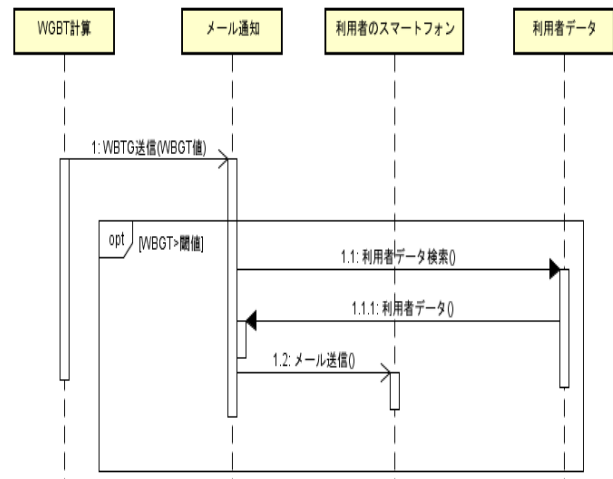 WGBT計算
メール通知
利用者のスマートフォン
利用者データ
1: WBTG送信(WBGT値)
opt
[WBGT>閾値]
1.1: 利用者データ検索()
1.1.1: 利用者データ()
1.2: メール送信()